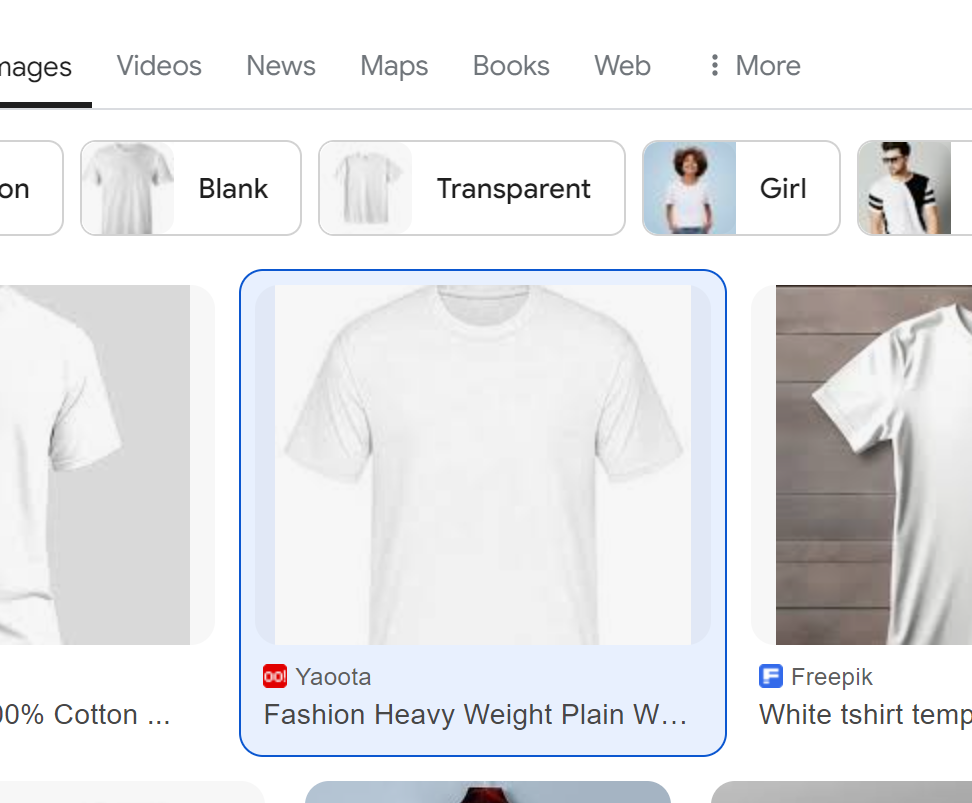 mages Videos News Maps Books Web More
on Blank Transparent Girl
OO! Yaoota
Fashion Heavy Weight Plain W...
F Freepik
00% Cotton ...
White tshirt temp